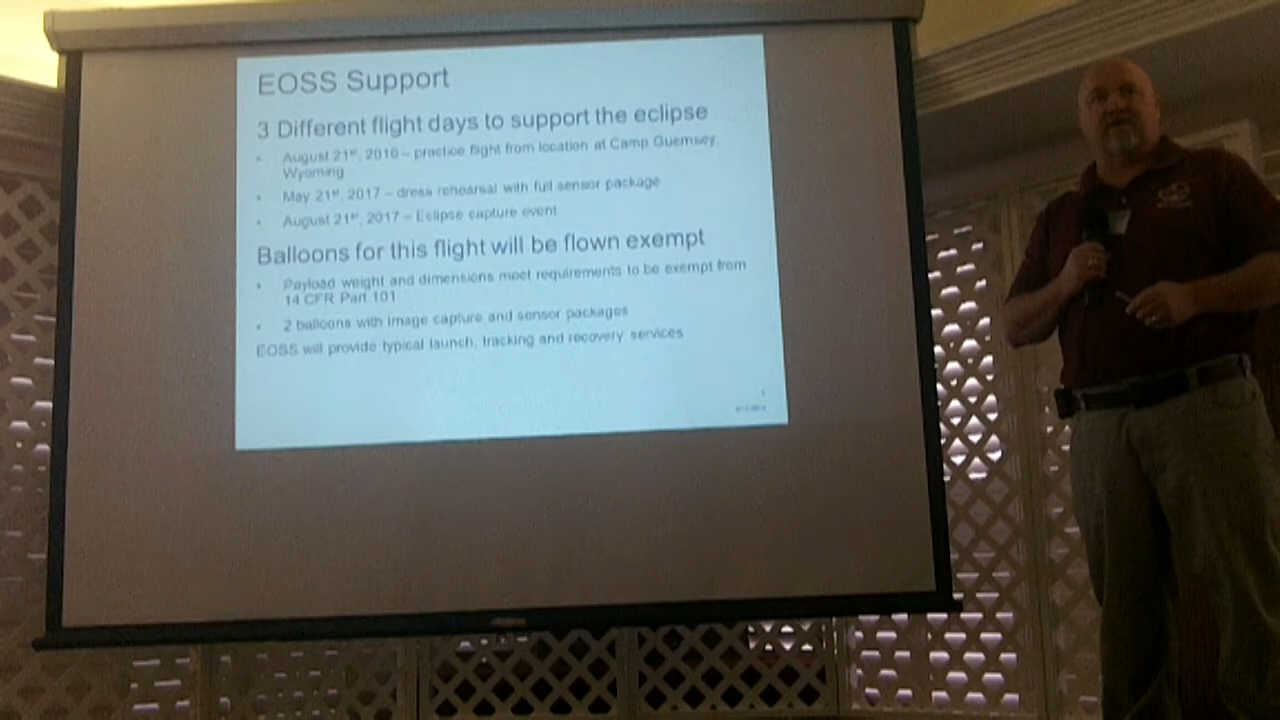 EOSS Support
3 Different flight days to support the eclipse
• August 21st, 2016 – practice flight from location at Camp Guernsey,
Wyoming
• May 21st, 2017 – dress rehearsal with full sensor package
• August 21st, 2017 – Eclipse capture event
Balloons for this flight will be flown exempt
• Payload weight and dimensions meet requirements to be exempt from
14 CFR Part 101
• 2 balloons with image capture and sensor packages
EOSS will provide typical launch, tracking and recovery services